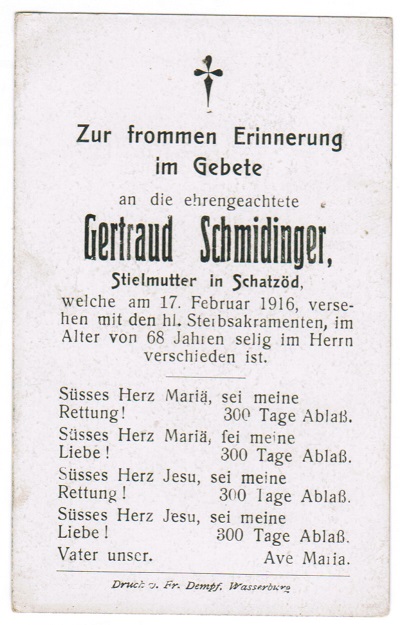 Zur frommen Erinnerung
im Gebete
an die ehrengeachtete
Gertraud Schmidinger,
Stielmutter in Schatzöd,
welche am 17. Februar 1916, verse-
hen mit den hl. Sterbsakramenten, im
Alter von 68 Jahren selig im Herrn
verschieden ist.
Süsses Herz Mariä, sei meine
Rettung! 300 Tage Ablaß.
Süsses Herz Mariä, fei meine
Liebe! 300 Tage Ablaß.
Süsses Herz Jesu, sei meine
Rettung! 300 Tage Ablaß.
Süsses Herz Jesu, sei meine
Liebe! 300 Tage Ablaß.
Vater unser. Ave Maria.
Druck v. Fr. Dempf, Wasserburg